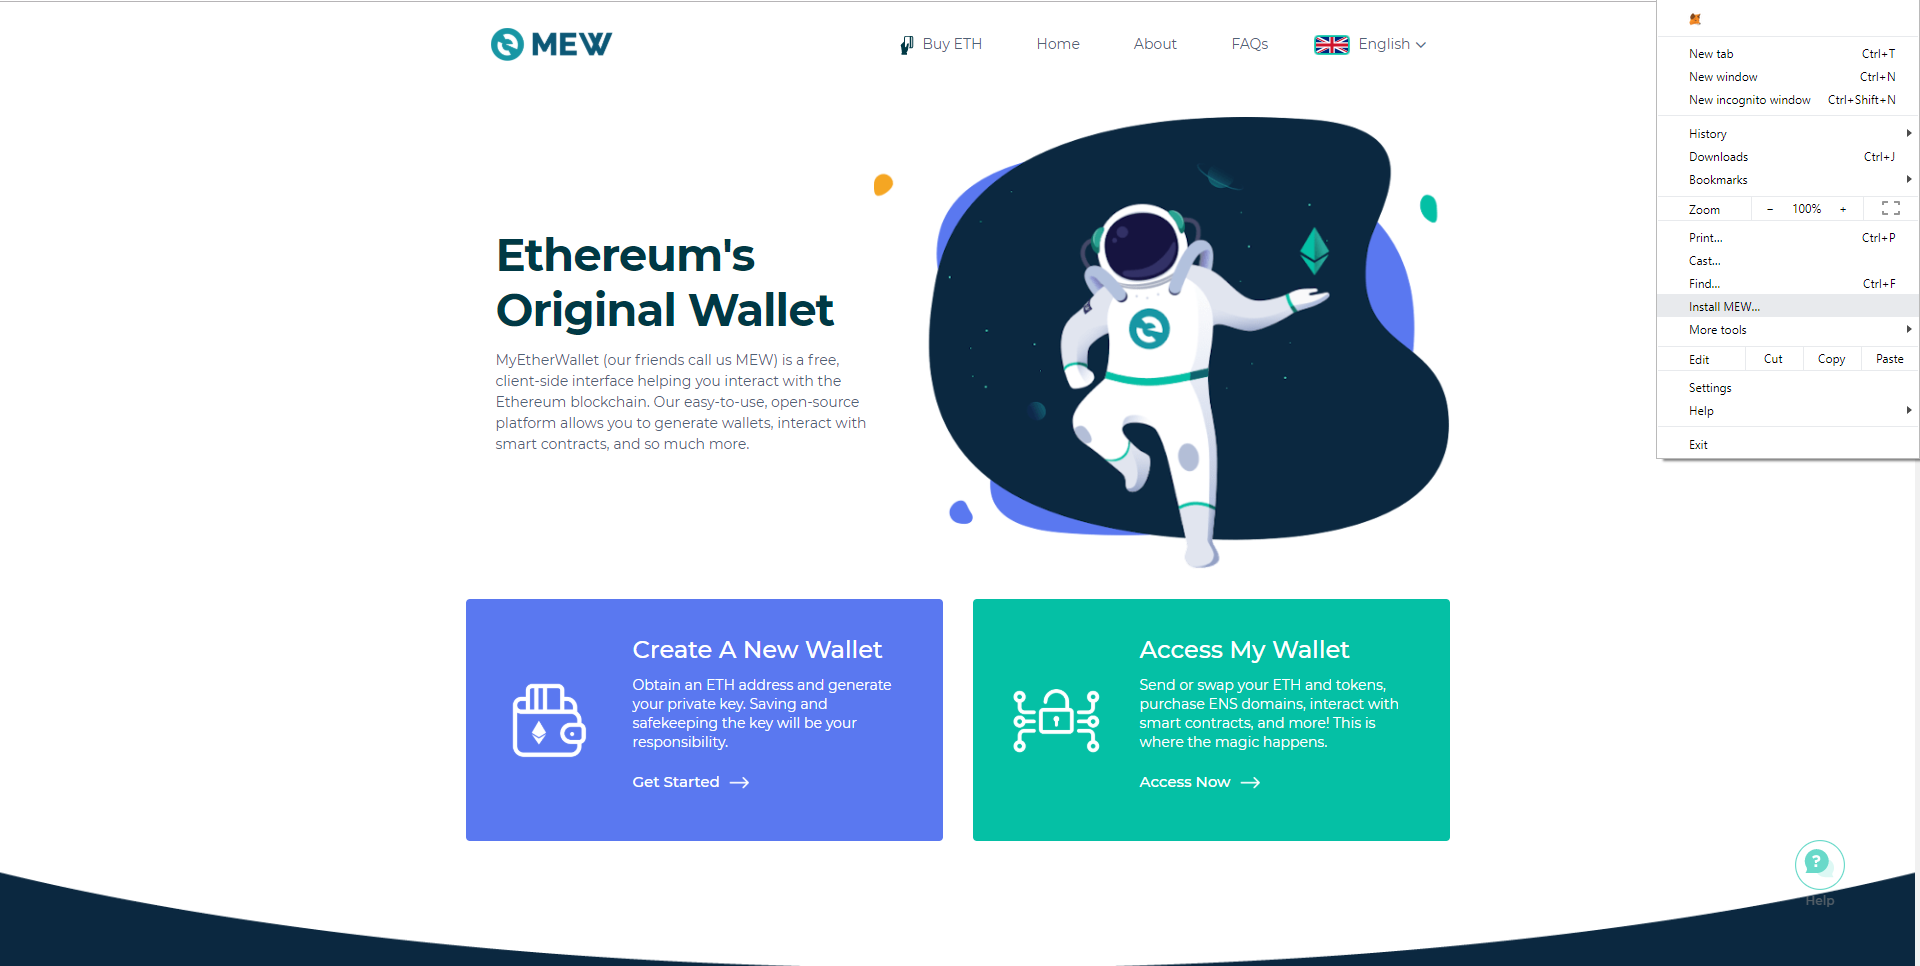 MEW
Buy ETH
Home
About
FAQs
English
Ethereum's
Original Wallet
MyEtherWallet (our friends call us MEW) is a free,
client-side interface helping you interact with the
Ethereum blockchain. Our easy-to-use, open-source
platform allows you to generate wallets, interact with
smart contracts, and so much more.
Create A New Wallet
Obtain an ETH address and generate
your private key. Saving and
safekeeping the key will be your
responsibility.
Get Started
Access My Wallet
Send or swap your ETH and tokens,
purchase ENS domains, interact with
smart contracts, and more! This is
where the magic happens.
Access Now
?
Help
New tab Ctrl+T
New window Ctrl+N
New incognito window Ctrl+Shift+N
History
Downloads Ctrl+J
Bookmarks
Zoom - 100% +
Print... Ctrl+P
Cast...
Find... Ctrl+F
Install MEW...
More tools
Edit Cut Copy Paste
Settings
Help
Exit